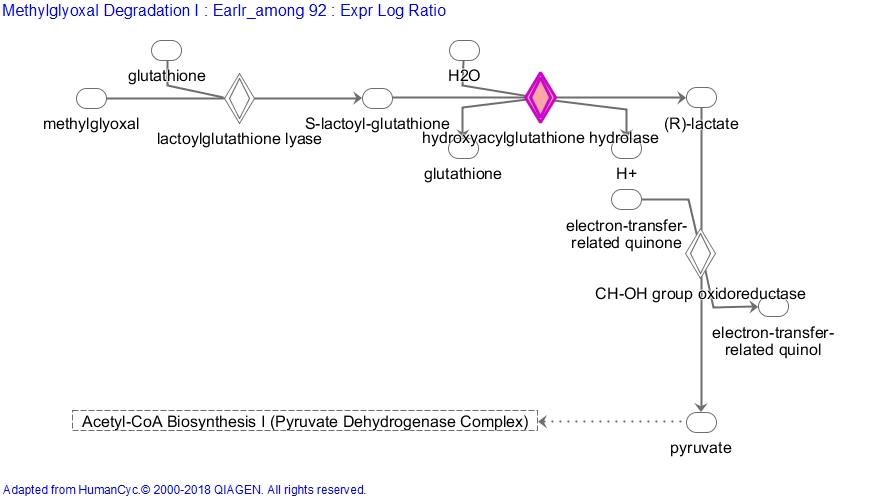 Methylglyoxal Degradation I : Earlr_among 92 : Expr Log Ratio
glutathione
H2O
methylglyoxal
lactoylglutathione lyase
S-lactoyl-glutathione
hydroxyacylglutathione hydrolase
(R)-lactate
glutathione
H+
electron-transfer-
related quinone
CH-OH group oxidoreductase
electron-transfer-
related quinol
Acetyl-CoA Biosynthesis I (Pyruvate Dehydrogenase Complex)
pyruvate
Adapted from HumanCyc.© 2000-2018 QIAGEN. All rights reserved.